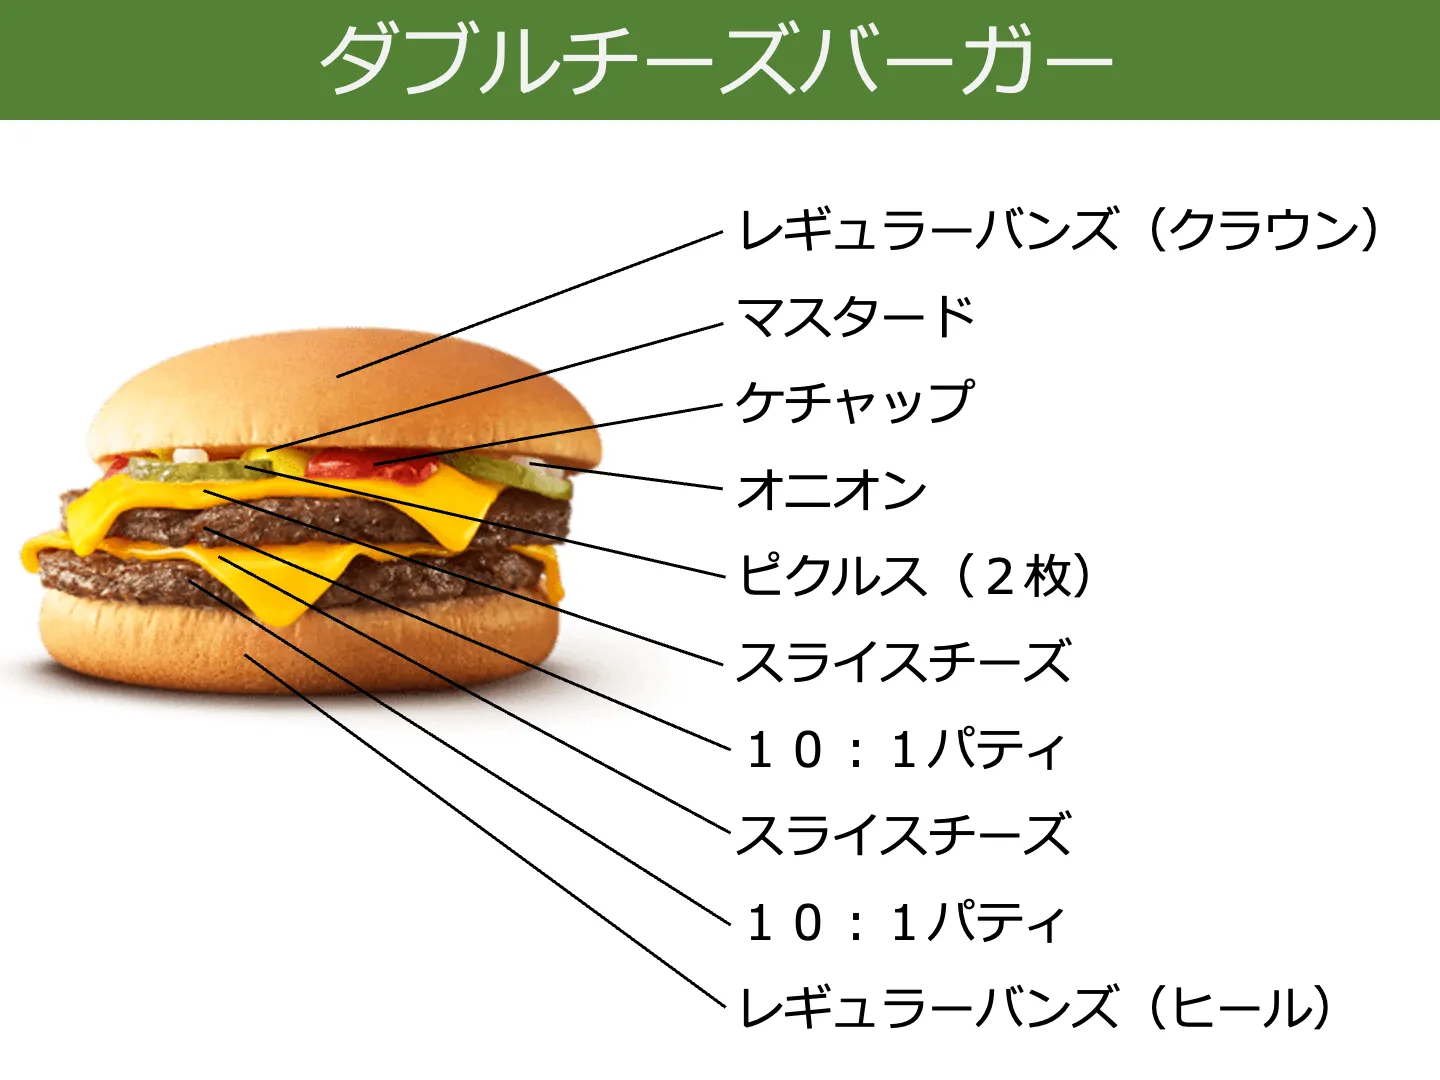 ダブルチーズバーガー
レギュラーバンズ（クラウン）
マスタード
ケチャップ
オニオン
ピクルス（２枚）
スライスチーズ
１０：１パティ
スライスチーズ
１０：１パティ
レギュラーバンズ（ヒール）